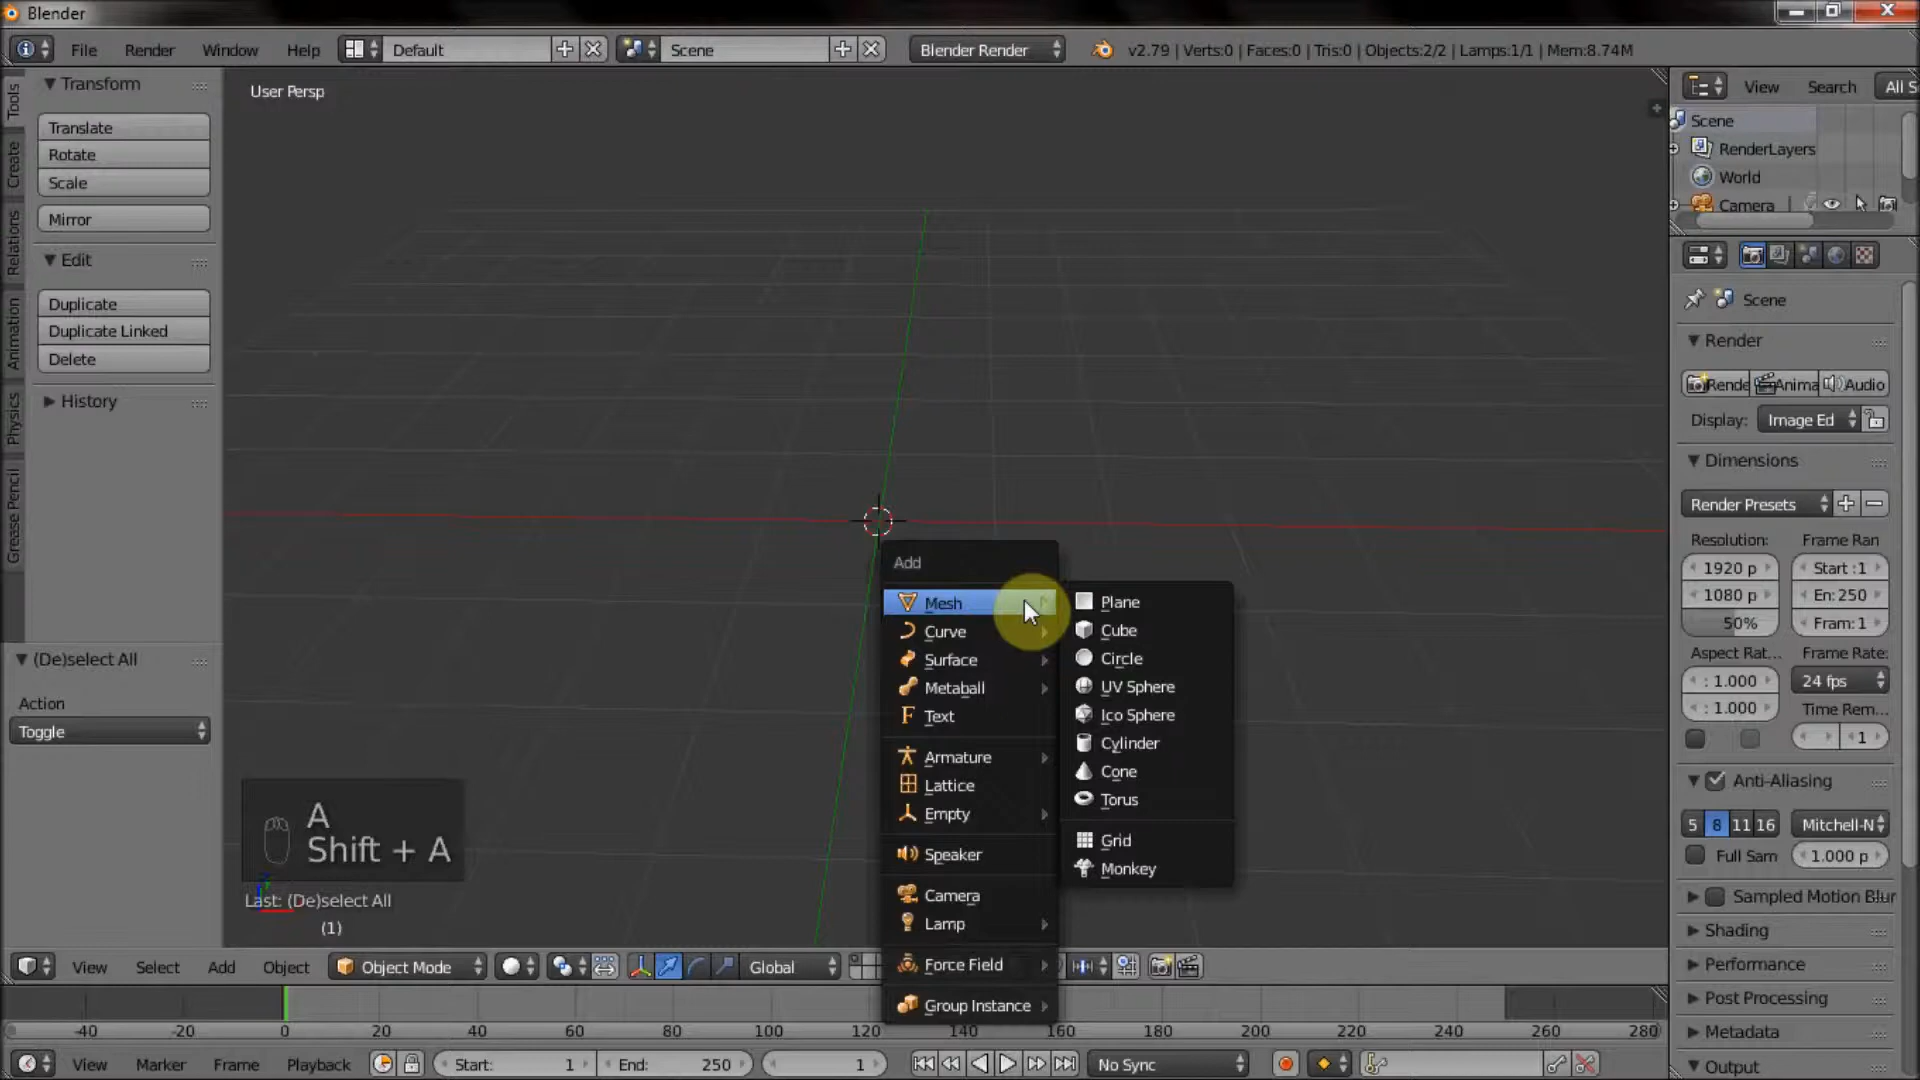 Blender
File Render Window Help Default Scene Blender Render v2.79 | Verts:0 | Faces:0 | Tris:0 | Objects:2/2 | Lamps:1/1 | Mem:8.74M
Tools
Create
Relations
Animation
Physics
Grease Pencil
Transform
Translate
Rotate
Scale
Mirror
Edit
Duplicate
Duplicate Linked
Delete
History
(De)select All
Action
Toggle
User Persp
A
Shift + A
Last: (De)select All
(1)
Add
Mesh
Curve
Surface
Metaball
Text
Armature
Lattice
Empty
Speaker
Camera
Lamp
Force Field
Group Instance
Plane
Cube
Circle
UV Sphere
Ico Sphere
Cylinder
Cone
Torus
Grid
Monkey
View Search All S
Scene
RenderLayers
World
Camera
Scene
Render
Rende Anima Audio
Display: Image Ed
Dimensions
Render Presets
Resolution: Frame Ran
1920 p Start :1
1080 p En: 250
50% Fram: 1
Aspect Rat... Frame Rate:
: 1.000 24 fps
: 1.000 Time Rem...
1
Anti-Aliasing
5 8 11 16 Mitchell-N
Full Sam 1.000 p
Sampled Motion Blur
Shading
Performance
Post Processing
Metadata
Output
View Select Add Object Object Mode Global
-40 -20 0 20 40 60 80 100 120 140 160 180 200 220 240 260 280
View Marker Frame Playback Start: 1 End: 250 1 No Sync